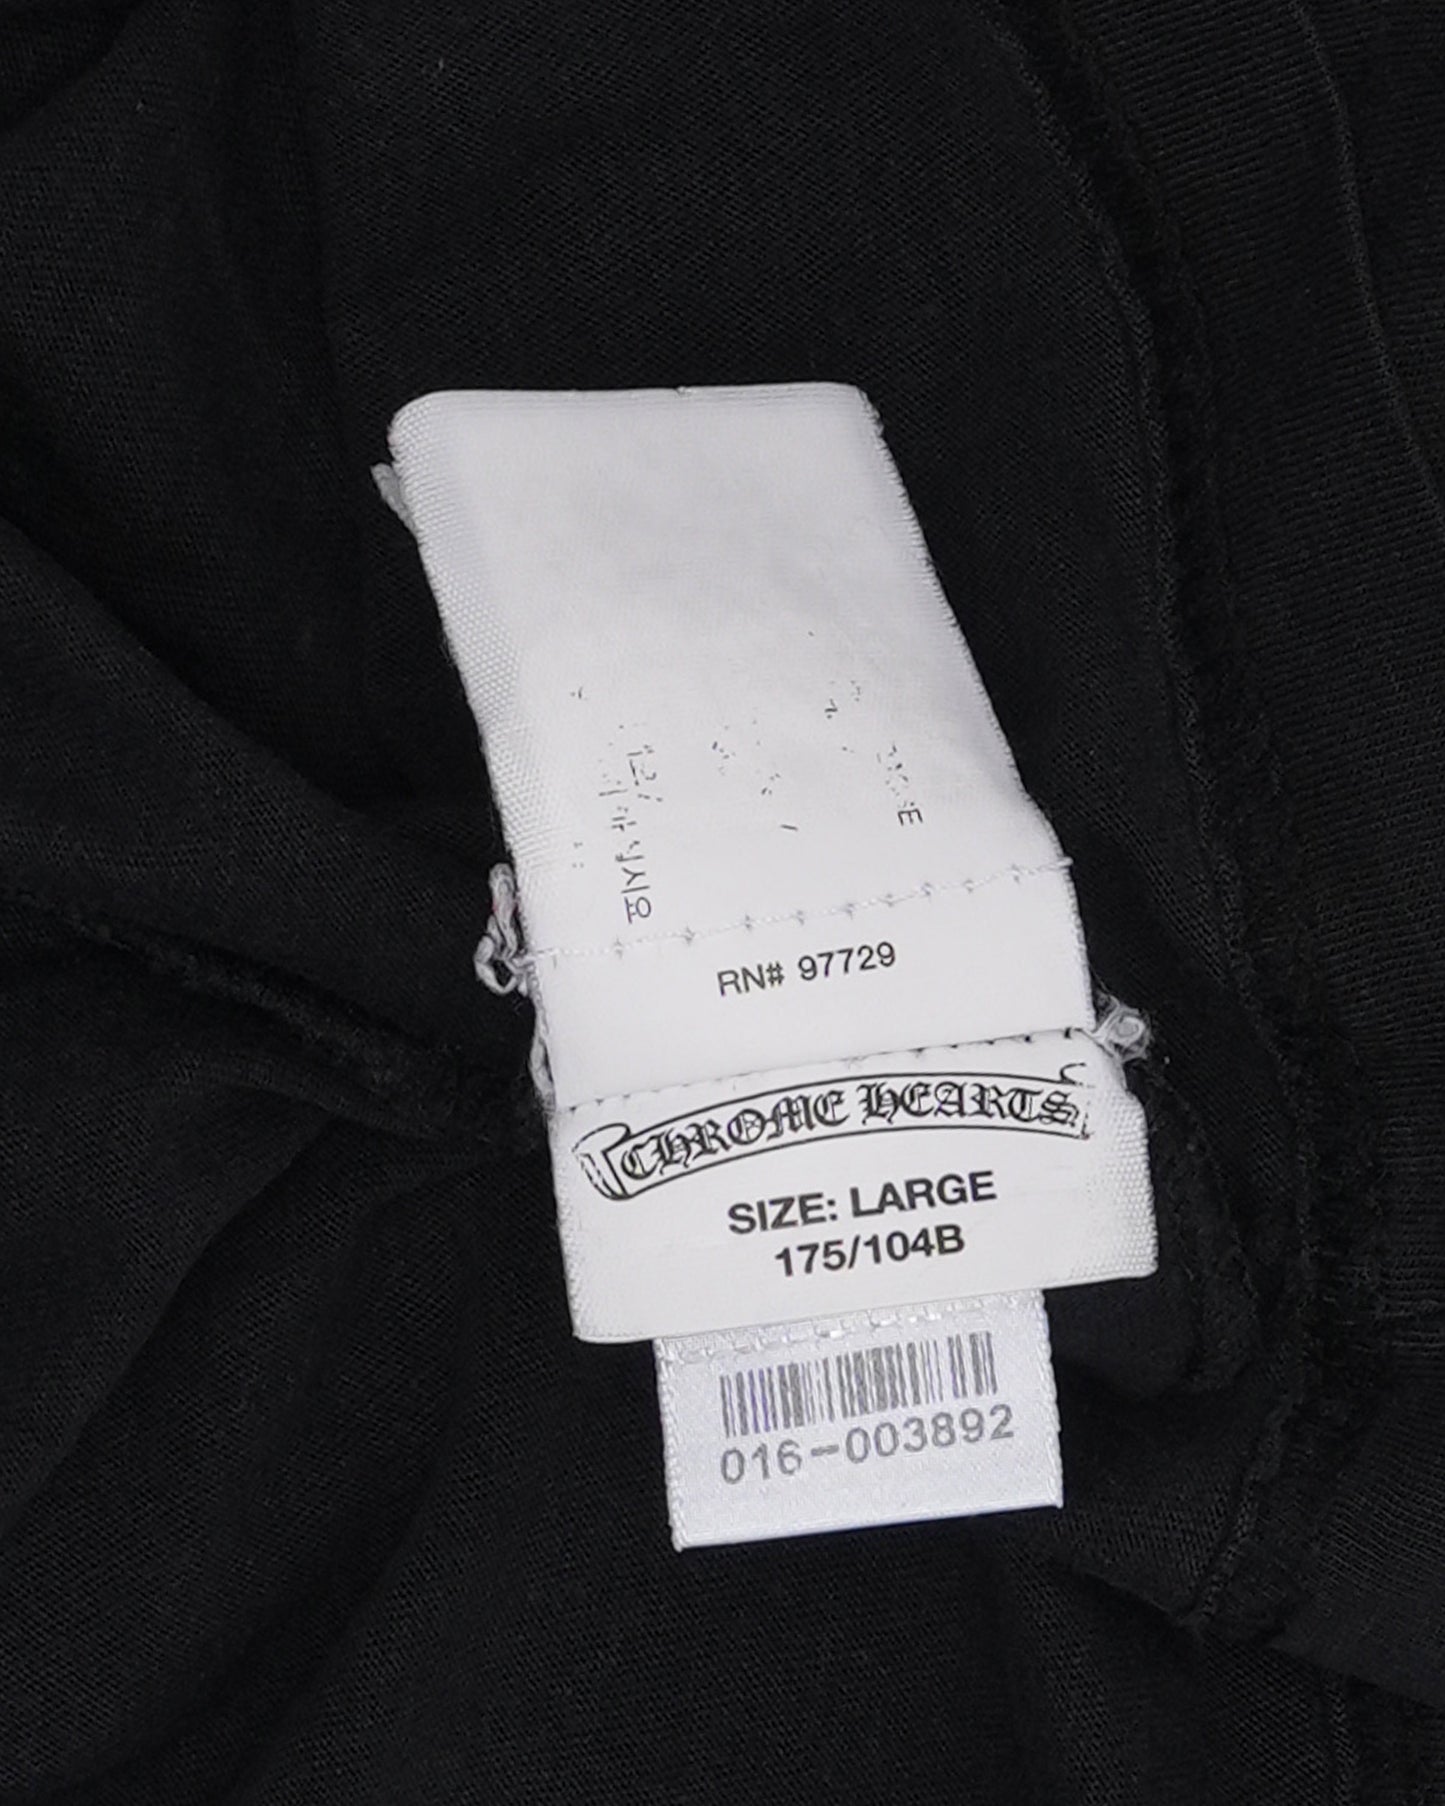 RN# 97729
CHROME HEARTS
SIZE: LARGE
175/104B
016-003892